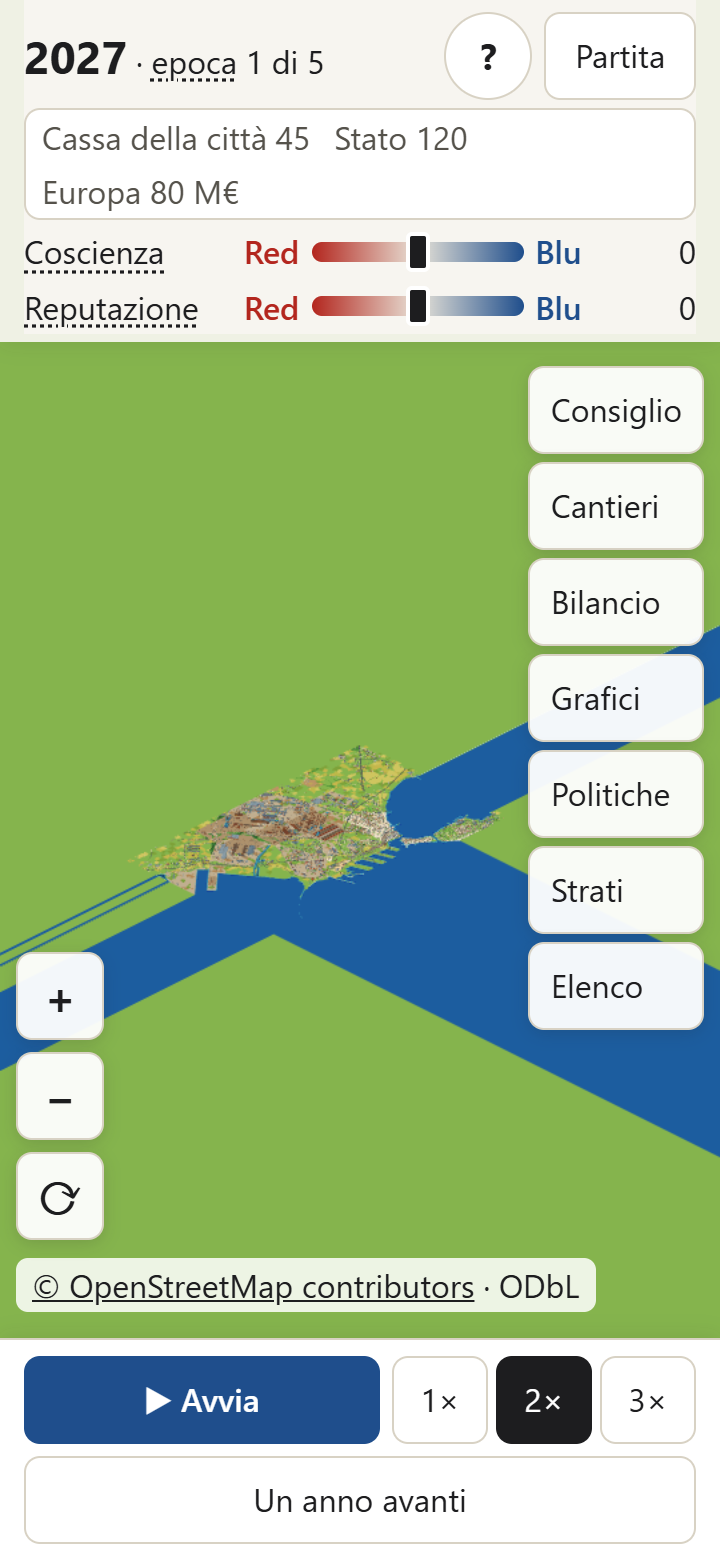 2027 · epoca 1 di 5
?
Partita
Cassa della città 45 Stato 120
Europa 80 M€
Coscienza Red Blu 0
Reputazione Red Blu 0
Consiglio
Cantieri
Bilancio
Grafici
Politiche
Strati
Elenco
+
−
© OpenStreetMap contributors · ODbL
▶ Avvia
1×
2×
3×
Un anno avanti